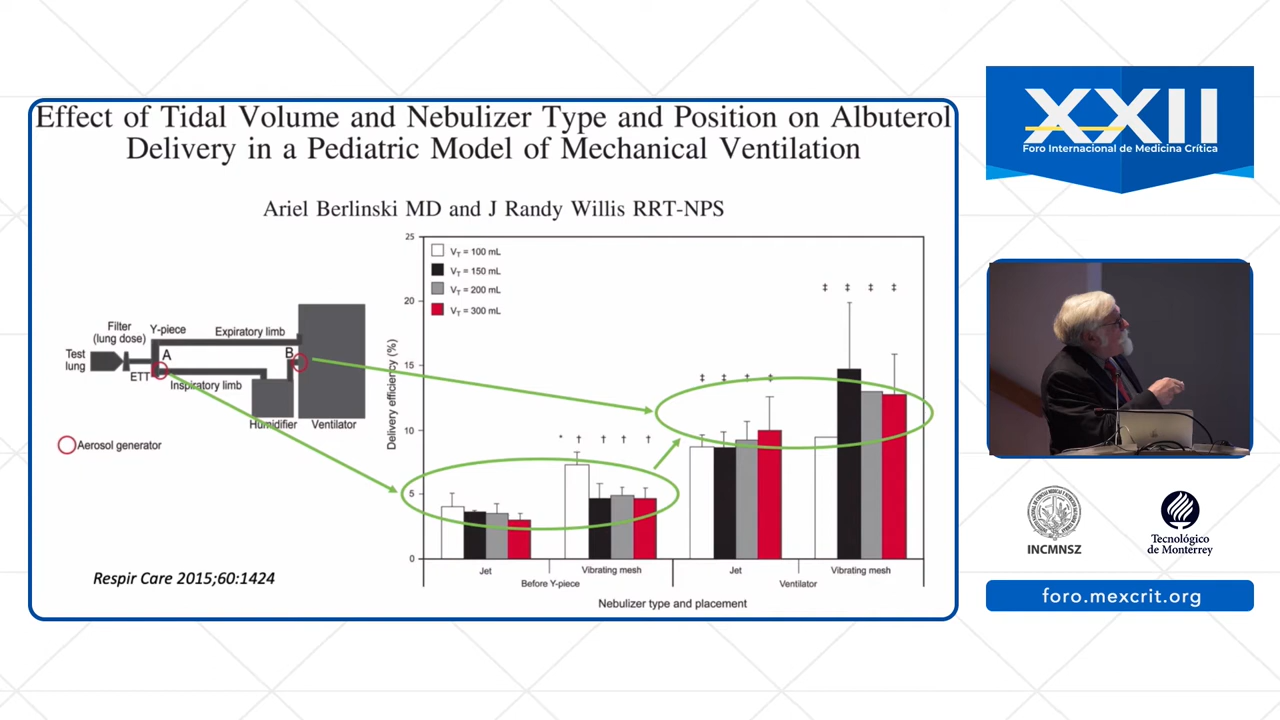 Effect of Tidal Volume and Nebulizer Type and Position on Albuterol
Delivery in a Pediatric Model of Mechanical Ventilation
Ariel Berlinski MD and J Randy Willis RRT-NPS
Filter
(lung dose)
Y-piece
Expiratory limb
Test
lung
A
B
ETT
Inspiratory limb
Humidifier
Ventilator
Aerosol generator
Respir Care 2015;60:1424
25
20
15
10
5
0
Delivery efficiency (%)
VT = 100 mL
VT = 150 mL
VT = 200 mL
VT = 300 mL
* † † † †
‡ ‡ ‡ ‡
‡ ‡ ‡ ‡
Jet
Vibrating mesh
Jet
Vibrating mesh
Before Y-piece
Ventilator
Nebulizer type and placement
XXII
Foro Internacional de Medicina Crítica
INCMNSZ
Tecnológico
de Monterrey
foro.mexcrit.org